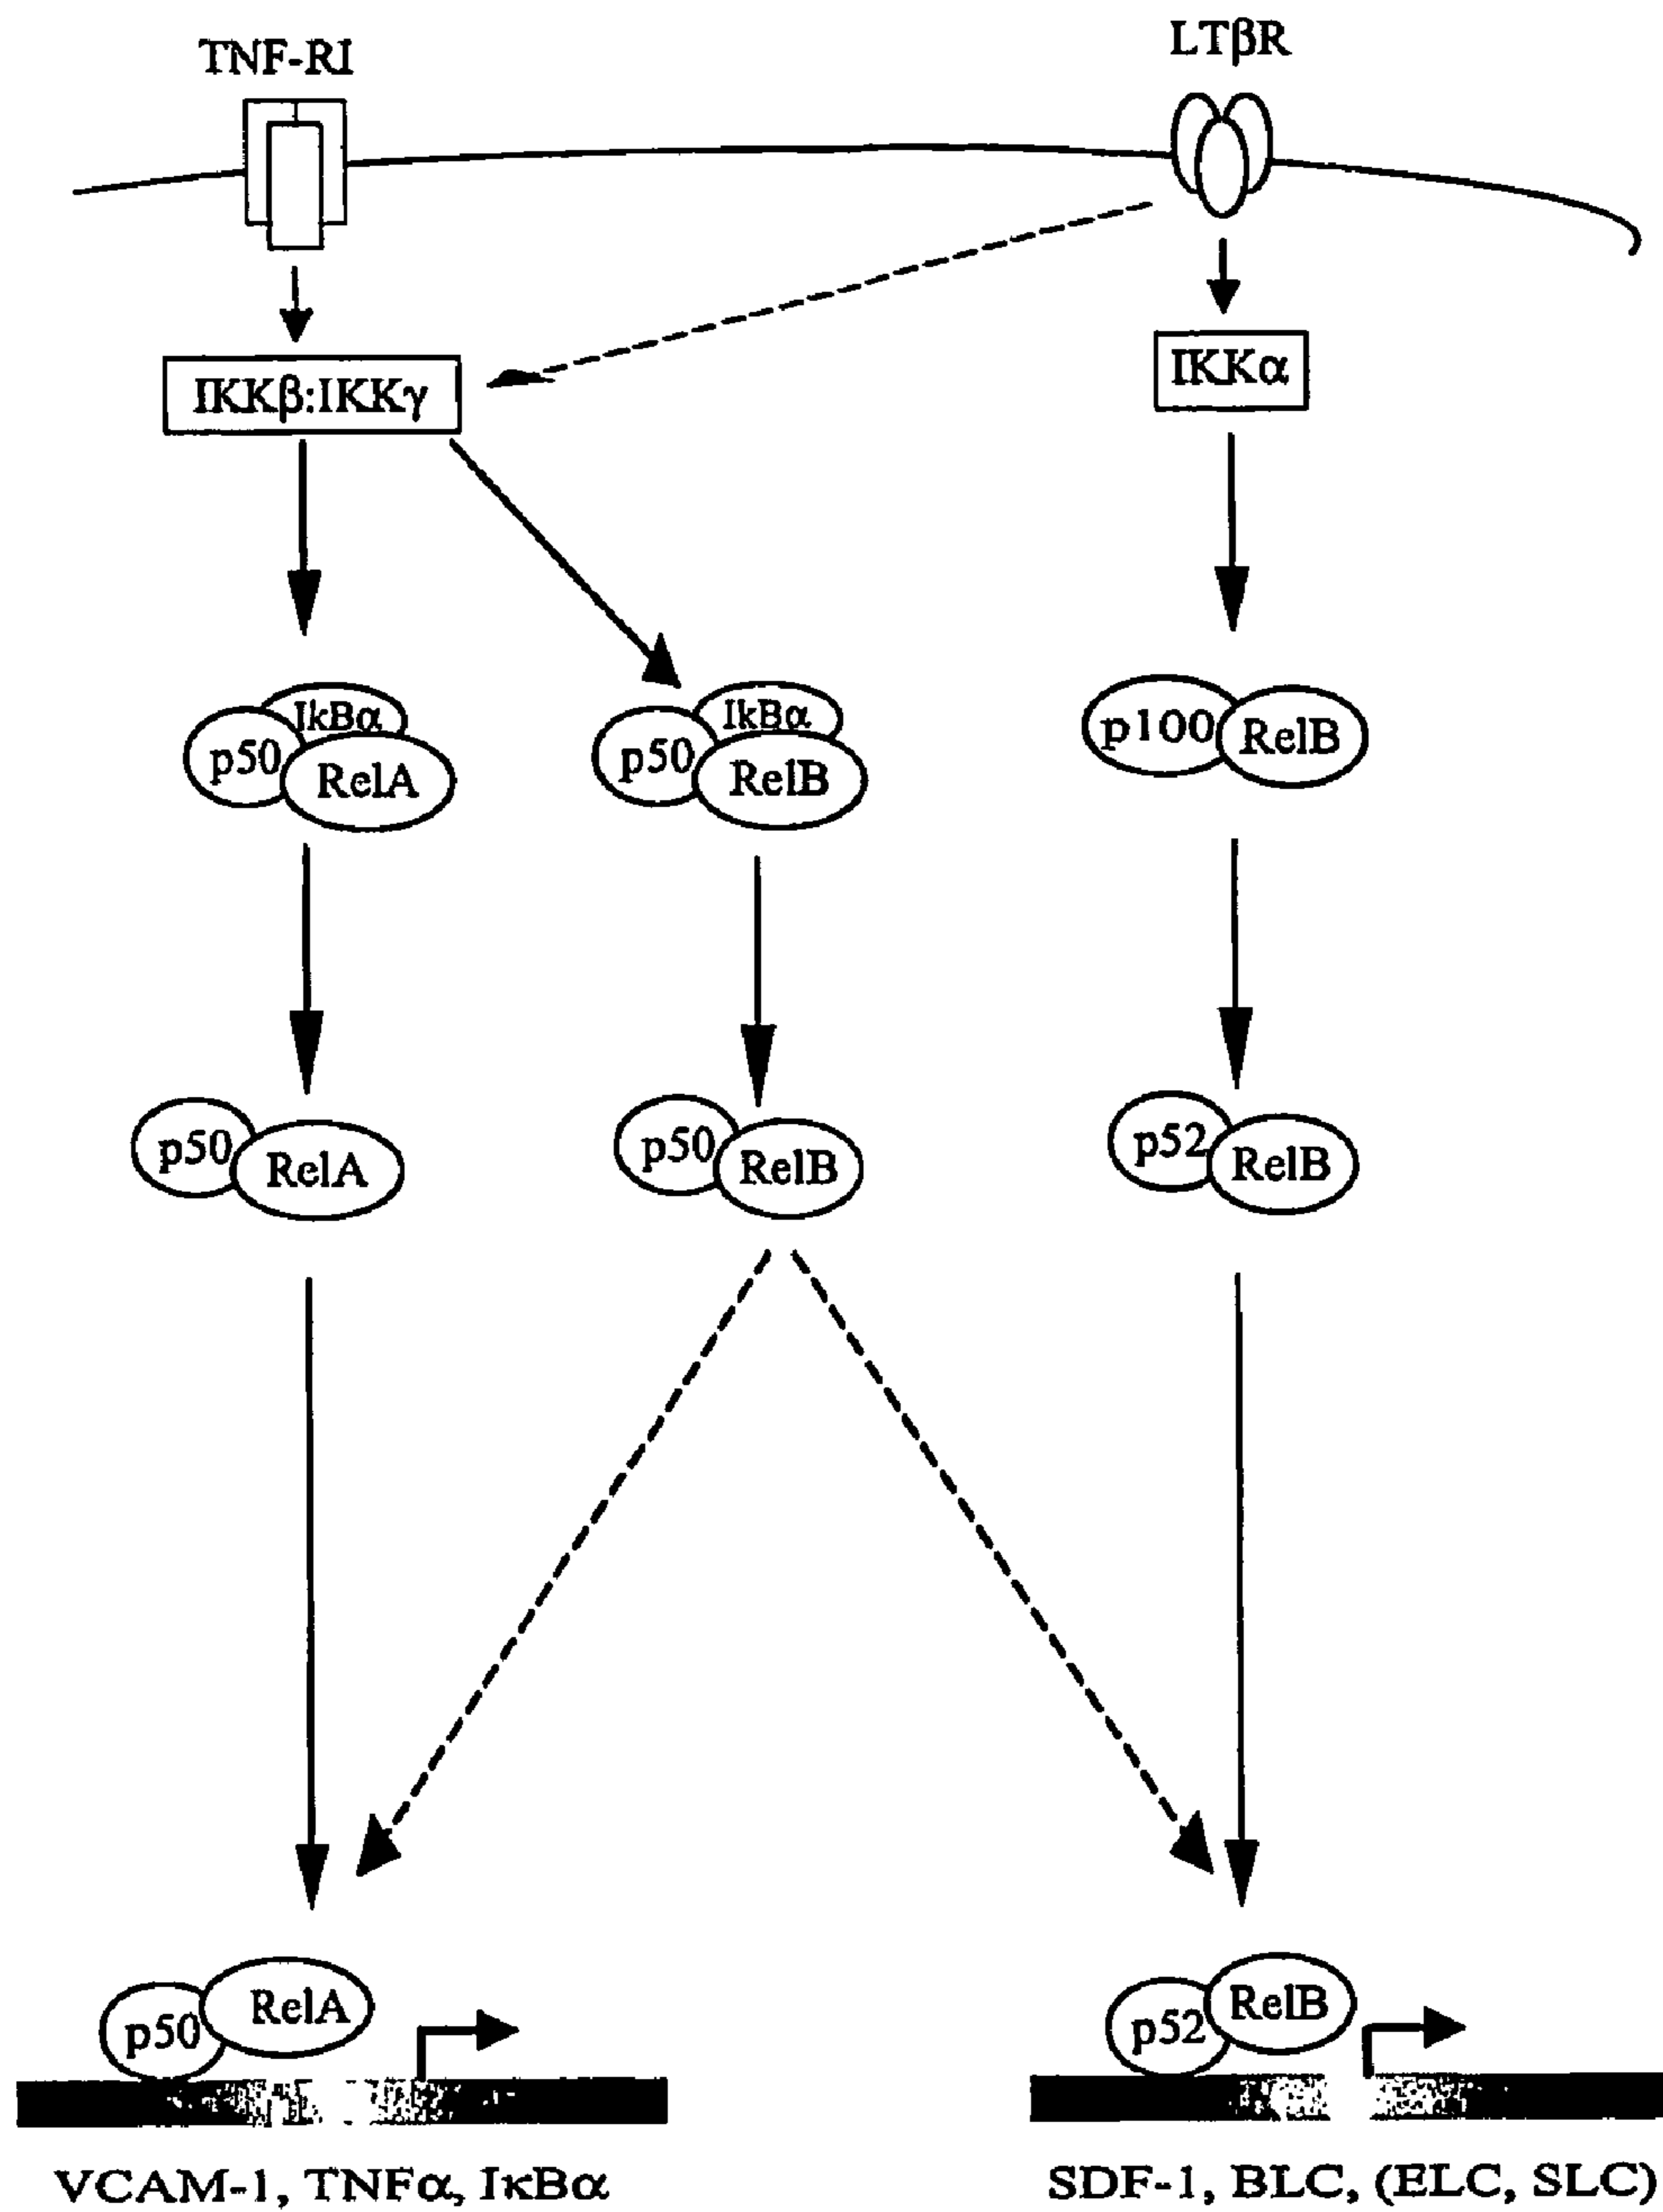 TNF-RI
LTβR
IKKβ:IKKγ
IKKα
IkBα
p50
RelA
IkBα
p50
RelB
p100
RelB
p50
RelA
p50
RelB
p52
RelB
RelA
p50
RelB
p52
VCAM-1, TNFα, IκBα
SDF-1, BLC, (ELC, SLC)